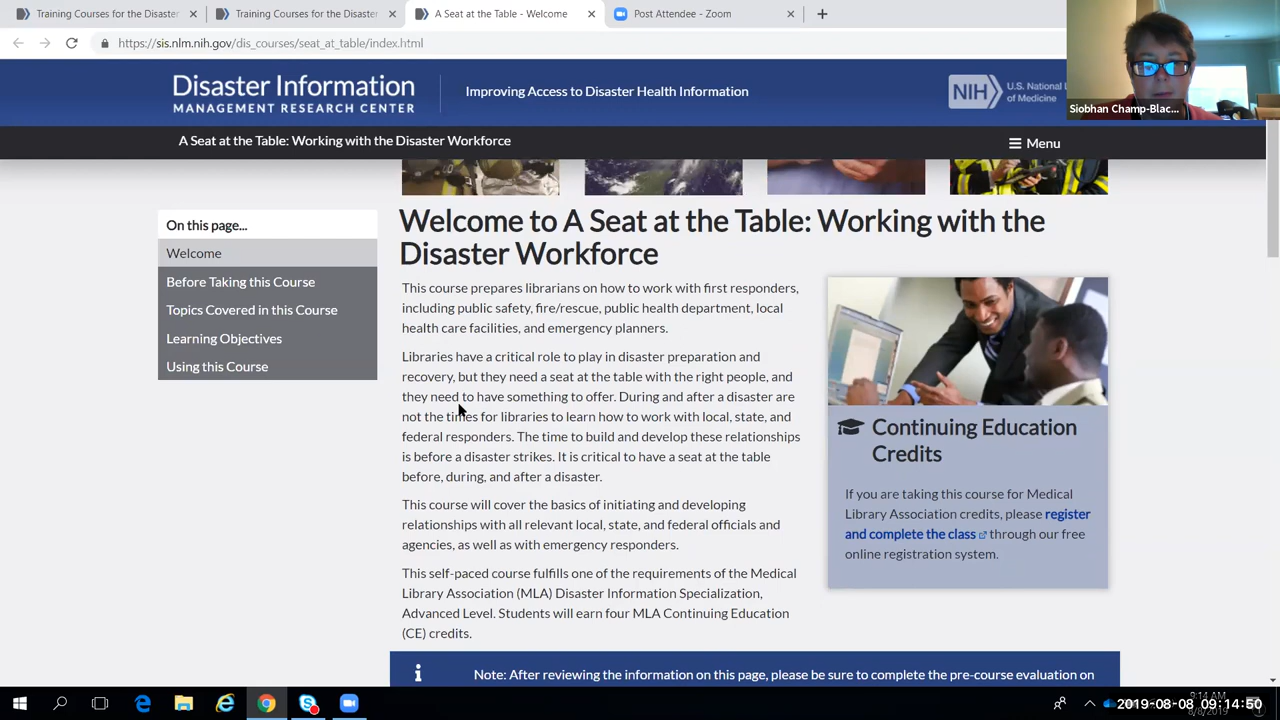 Training Courses for the Disaster
Training Courses for the Disaster
A Seat at the Table - Welcome
Post Attendee - Zoom
https://sis.nlm.nih.gov/dis_courses/seat_at_table/index.html
Siobhan Champ-Blac...
Disaster Information
MANAGEMENT RESEARCH CENTER
Improving Access to Disaster Health Information
NIH
U.S. National L
of Medicine
A Seat at the Table: Working with the Disaster Workforce
Menu
On this page...
Welcome
Before Taking this Course
Topics Covered in this Course
Learning Objectives
Using this Course
Welcome to A Seat at the Table: Working with the
Disaster Workforce
This course prepares librarians on how to work with first responders,
including public safety, fire/rescue, public health department, local
health care facilities, and emergency planners.
Libraries have a critical role to play in disaster preparation and
recovery, but they need a seat at the table with the right people, and
they need to have something to offer. During and after a disaster are
not the times for libraries to learn how to work with local, state, and
federal responders. The time to build and develop these relationships
is before a disaster strikes. It is critical to have a seat at the table
before, during, and after a disaster.
This course will cover the basics of initiating and developing
relationships with all relevant local, state, and federal officials and
agencies, as well as with emergency responders.
This self-paced course fulfills one of the requirements of the Medical
Library Association (MLA) Disaster Information Specialization,
Advanced Level. Students will earn four MLA Continuing Education
(CE) credits.
Continuing Education
Credits
If you are taking this course for Medical
Library Association credits, please register
and complete the class through our free
online registration system.
Note: After reviewing the information on this page, please be sure to complete the pre-course evaluation on
9:14 AM
8/8/2019
2019-08-08 09:14:50